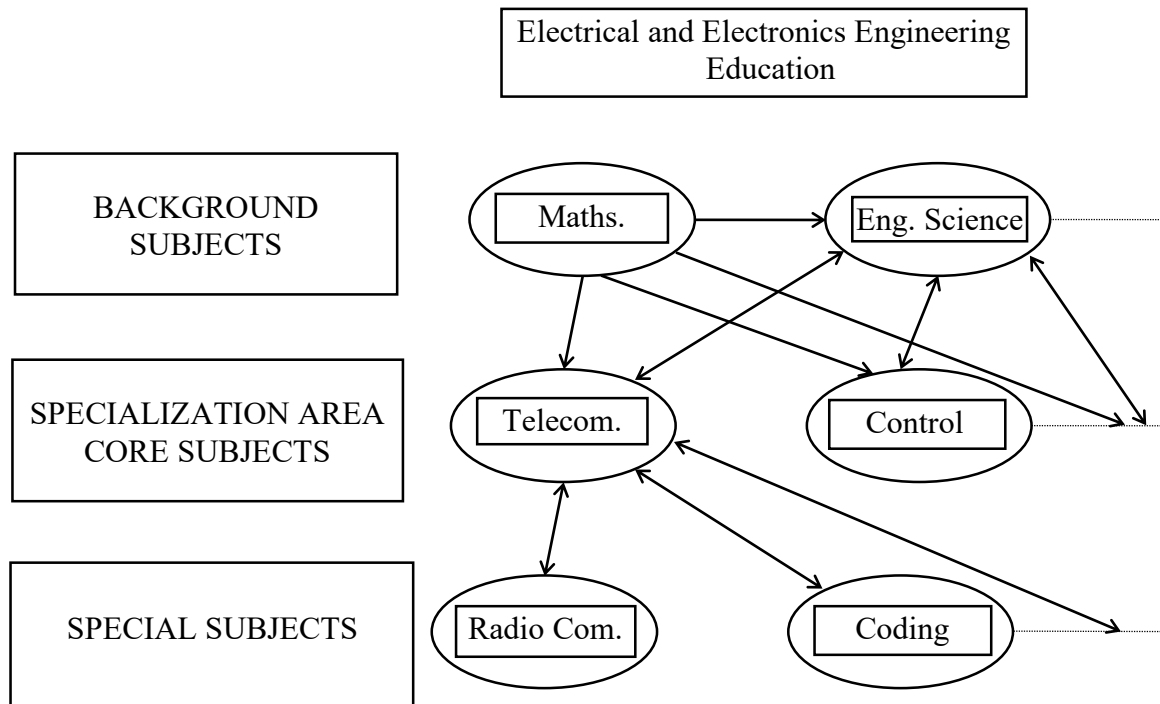 Electrical and Electronics Engineering
Education
BACKGROUND
SUBJECTS
Maths.
Eng. Science
SPECIALIZATION AREA
CORE SUBJECTS
Telecom.
Control
SPECIAL SUBJECTS
Radio Com.
Coding